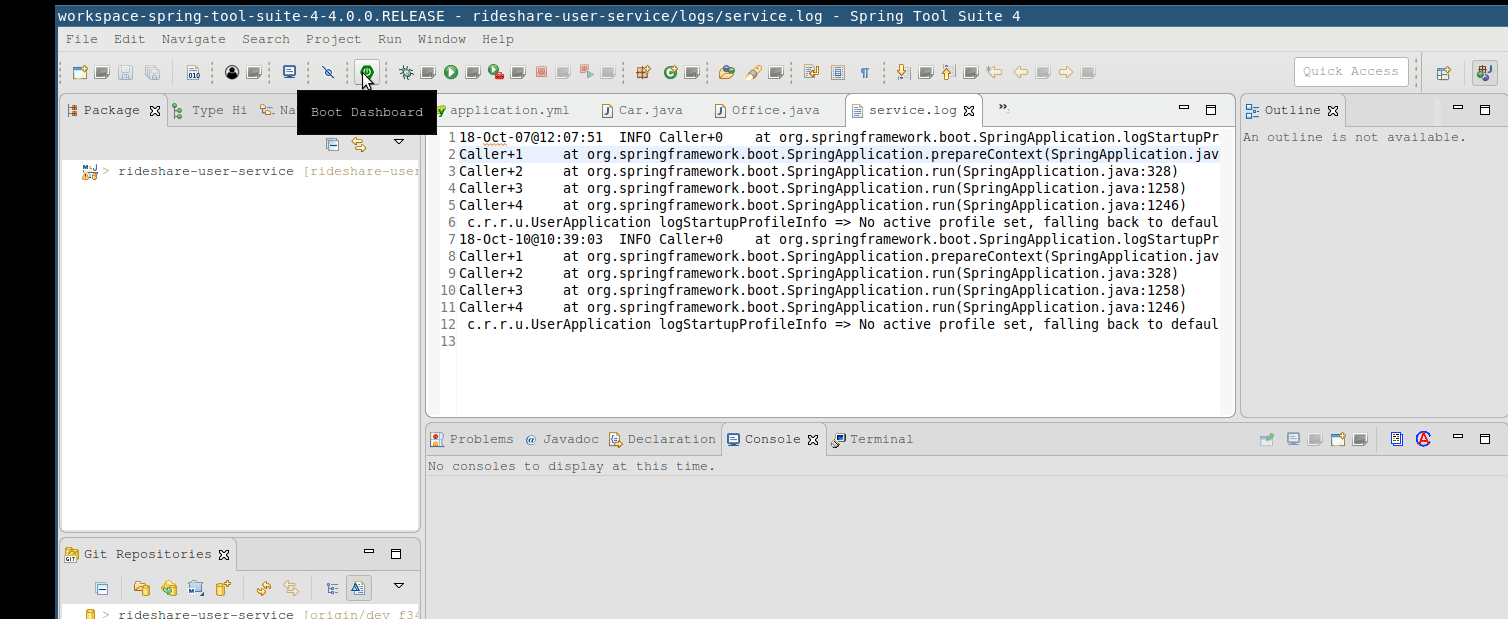 workspace-spring-tool-suite-4-4.0.0.RELEASE - rideshare-user-service/logs/service.log - Spring Tool Suite 4
File Edit Navigate Search Project Run Window Help
010
Quick Access
Package Type Hi Na
application.yml Car.java Office.java service.log »
Outline
Boot Dashboard
An outline is not available.
> rideshare-user-service [rideshare-user
1 18-Oct-07@12:07:51  INFO Caller+0    at org.springframework.boot.SpringApplication.logStartupPr
2 Caller+1     at org.springframework.boot.SpringApplication.prepareContext(SpringApplication.jav
3 Caller+2     at org.springframework.boot.SpringApplication.run(SpringApplication.java:328)
4 Caller+3     at org.springframework.boot.SpringApplication.run(SpringApplication.java:1258)
5 Caller+4     at org.springframework.boot.SpringApplication.run(SpringApplication.java:1246)
6  c.r.r.u.UserApplication logStartupProfileInfo => No active profile set, falling back to defaul
7 18-Oct-10@10:39:03  INFO Caller+0    at org.springframework.boot.SpringApplication.logStartupPr
8 Caller+1     at org.springframework.boot.SpringApplication.prepareContext(SpringApplication.jav
9 Caller+2     at org.springframework.boot.SpringApplication.run(SpringApplication.java:328)
10 Caller+3     at org.springframework.boot.SpringApplication.run(SpringApplication.java:1258)
11 Caller+4     at org.springframework.boot.SpringApplication.run(SpringApplication.java:1246)
12  c.r.r.u.UserApplication logStartupProfileInfo => No active profile set, falling back to defaul
13
Problems @ Javadoc Declaration Console Terminal
No consoles to display at this time.
GIT Git Repositories
> rideshare-user-service [origin/dev f34